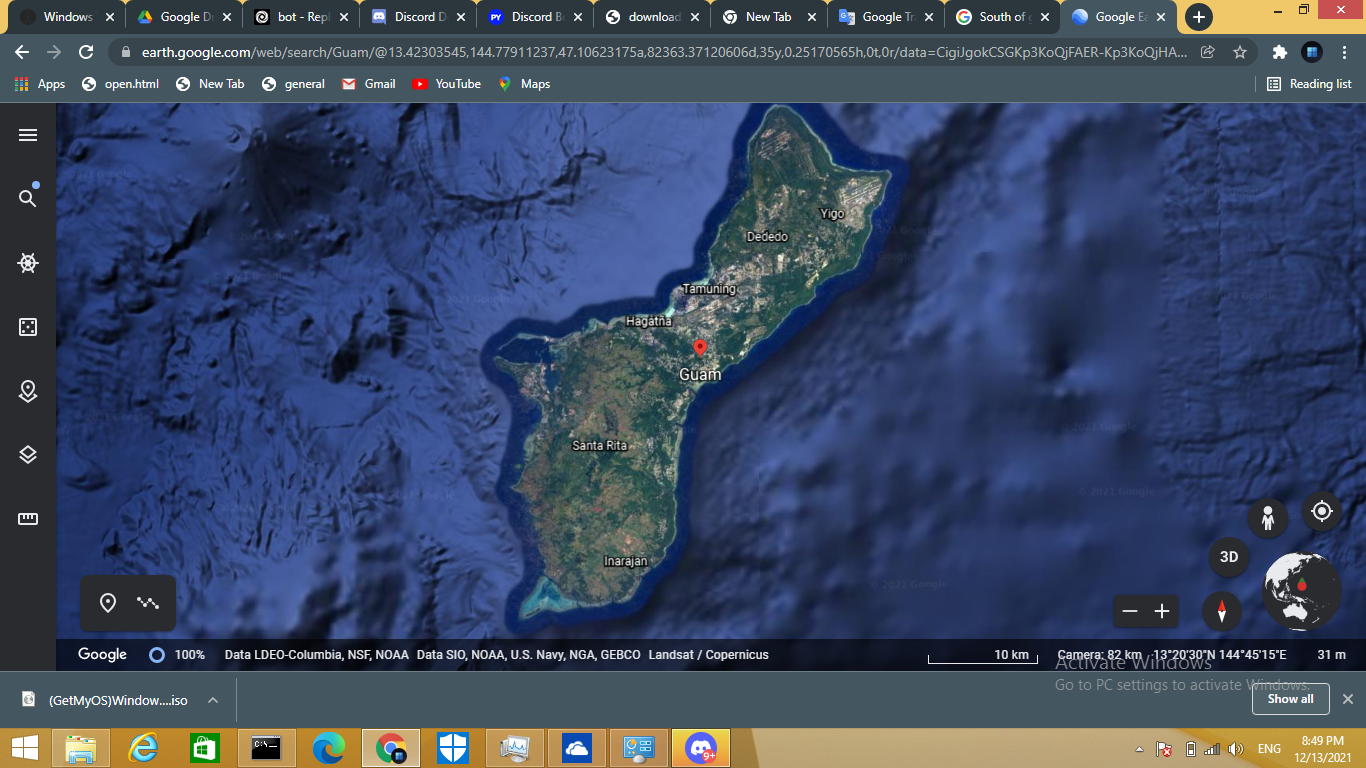 Windows
Google Dr
bot - Repl
Discord D
Discord B
download
New Tab
Google Tra
South of g
Google Ea
earth.google.com/web/search/Guam/@13.42303545,144.77911237,47.10623175a,82363.37120606d,35y,0.25170565h,0t,0r/data=CigiJgokCSGKp3KoQjFAER-Kp3KoQjHA...
Apps
open.html
New Tab
general
Gmail
YouTube
Maps
Reading list
Yigo
Dededo
Tamuning
Hagåtña
Guam
Santa Rita
Inarajan
© 2021 Google
© 2021 Google
© 2021 Google
3D
Google
100%
Data LDEO-Columbia, NSF, NOAA Data SIO, NOAA, U.S. Navy, NGA, GEBCO Landsat / Copernicus
10 km
Camera: 82 km 13°20'30"N 144°45'15"E
31 m
Activate Windows
Go to PC settings to activate Windows.
(GetMyOS)Window....iso
Show all
9+
ENG
8:49 PM
12/13/2021